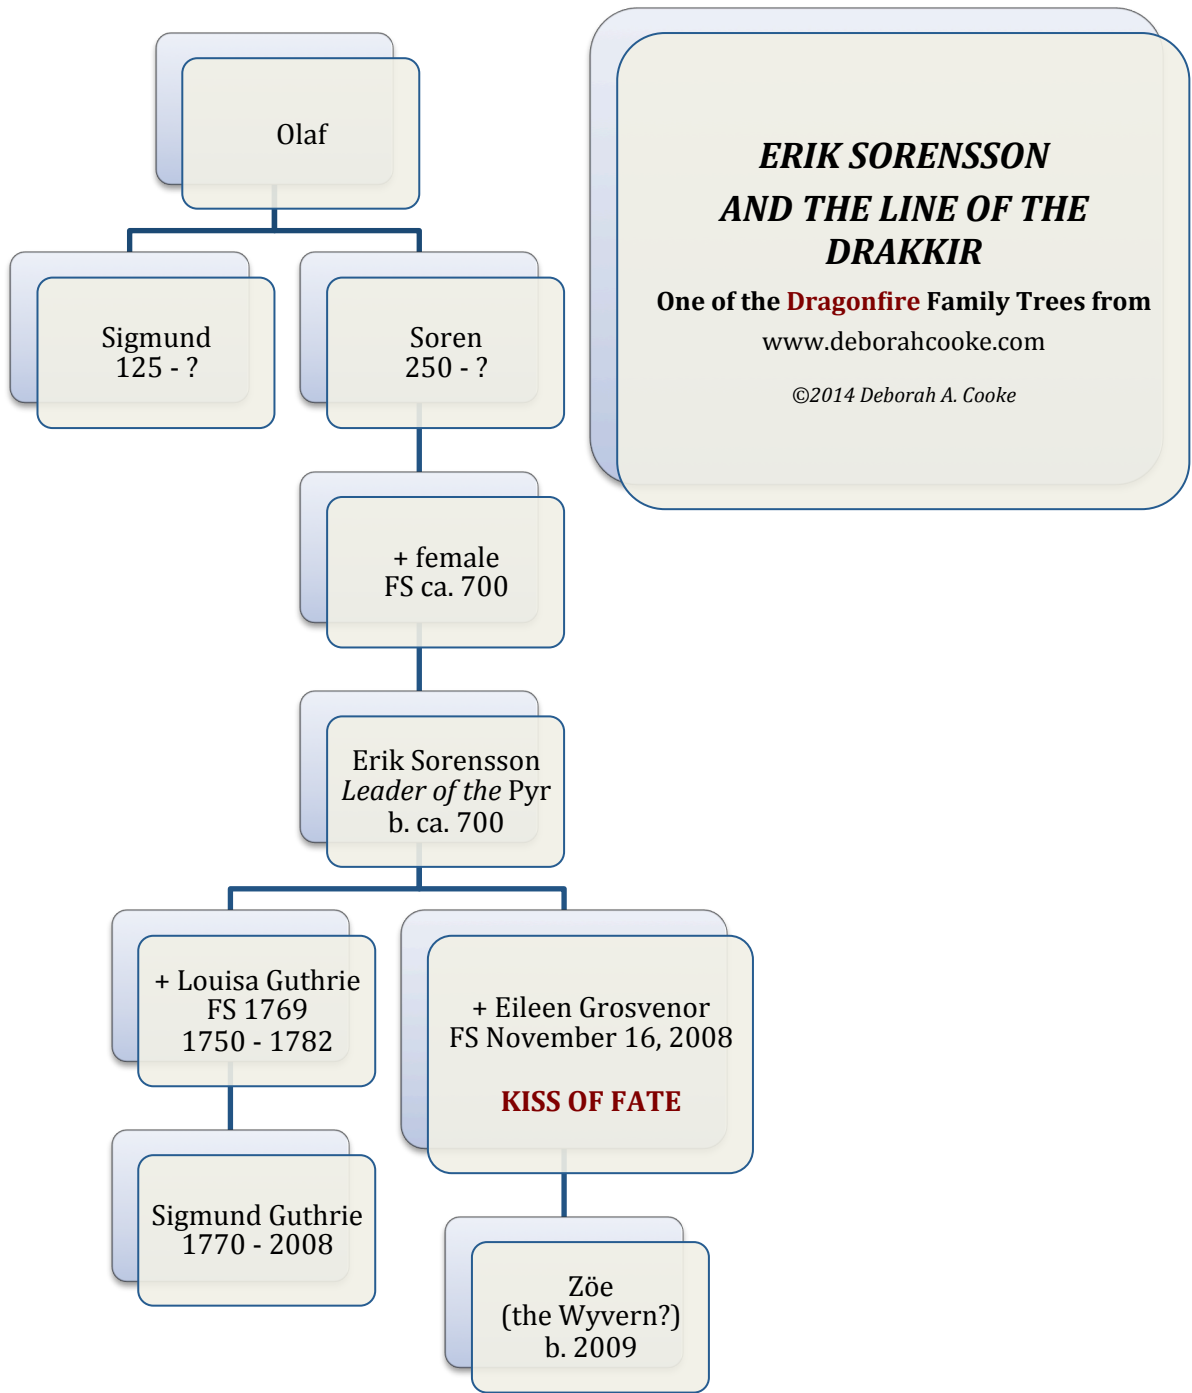 Olaf
ERIK SORENSSON
AND THE LINE OF THE
DRAKKIR
One of the Dragonfire Family Trees from
www.deborahcooke.com
©2014 Deborah A. Cooke
Sigmund
125 - ?
Soren
250 - ?
+ female
FS ca. 700
Erik Sorensson
Leader of the Pyr
b. ca. 700
+ Louisa Guthrie
FS 1769
1750 - 1782
+ Eileen Grosvenor
FS November 16, 2008
KISS OF FATE
Sigmund Guthrie
1770 - 2008
Zöe
(the Wyvern?)
b. 2009